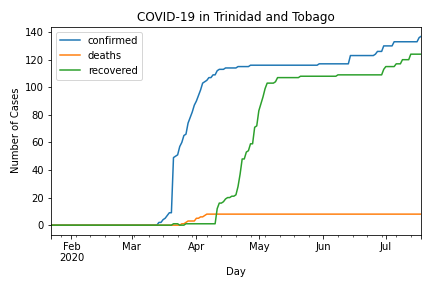 COVID-19 in Trinidad and Tobago
confirmed
deaths
recovered
140
120
100
80
60
40
20
0
Number of Cases
Feb
2020
Mar
Apr
May
Jun
Jul
Day